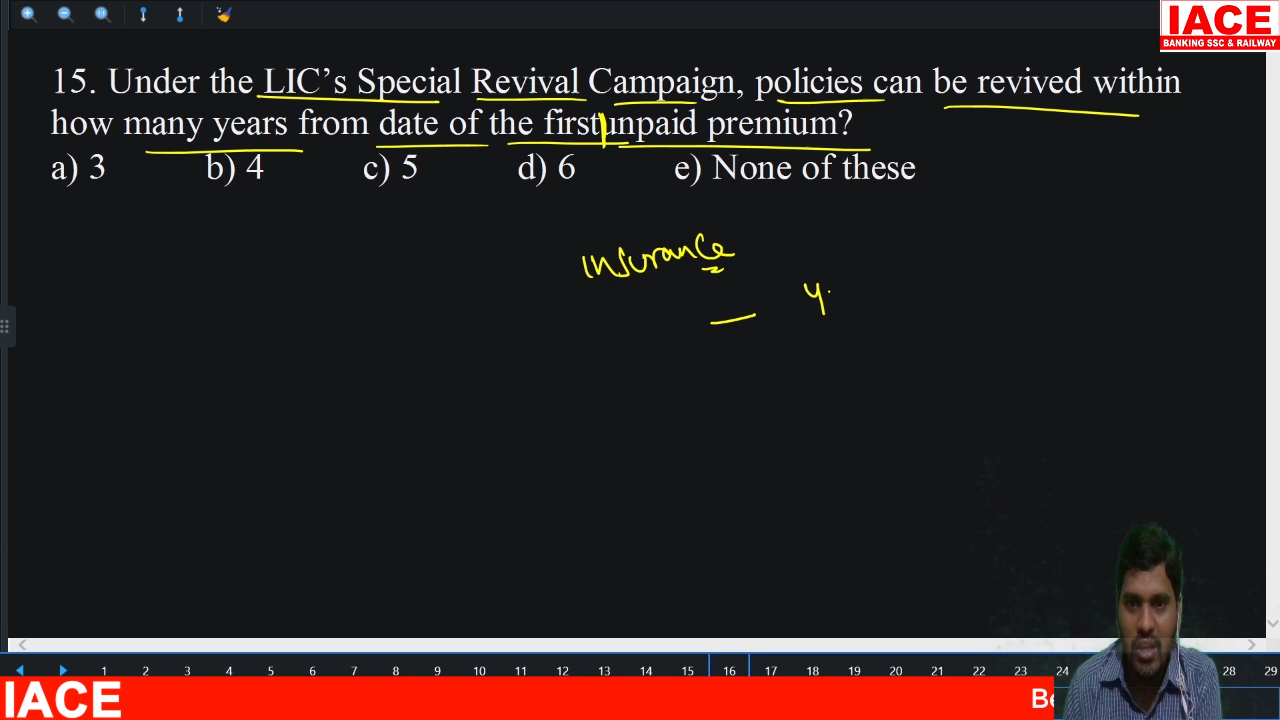 IACE
BANKING SSC & RAILWAY
15. Under the LIC’s Special Revival Campaign, policies can be revived within
how many years from date of the first unpaid premium?
a) 3 b) 4 c) 5 d) 6 e) None of these
insurance
y.
1 2 3 4 5 6 7 8 9 10 11 12 13 14 15 16 17 18 19 20 21 22 23 24 28 29
IACE
Be